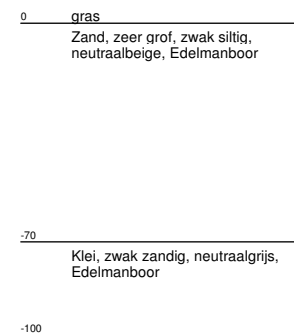 0 gras
Zand, zeer grof, zwak siltig,
neutraalbeige, Edelmanboor
-70
Klei, zwak zandig, neutraalgrijs,
Edelmanboor
-100